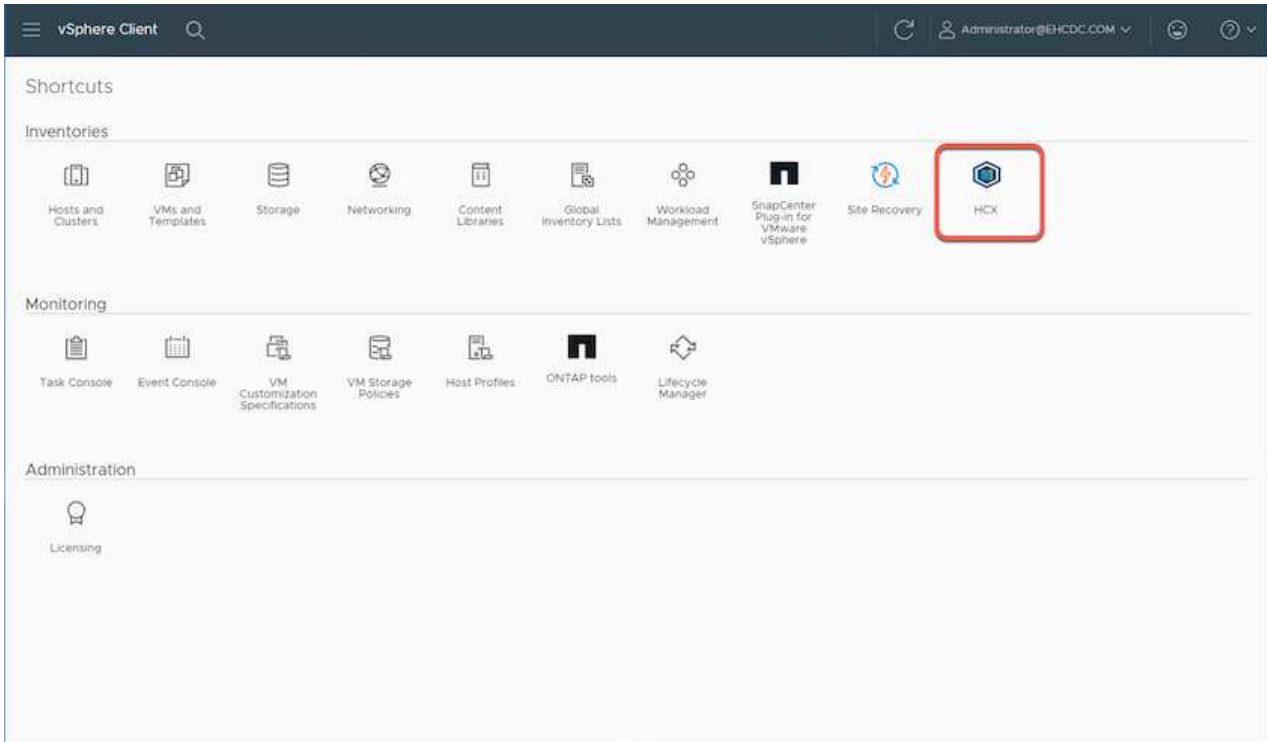 vSphere Client
Administrator@EHCDC.COM
Shortcuts
Inventories
Hosts and
Clusters
VMs and
Templates
Storage
Networking
Content
Libraries
Global
Inventory Lists
Workload
Management
SnapCenter
Plug-in for
VMware
vSphere
Site Recovery
HCX
Monitoring
Task Console
Event Console
VM
Customization
Specifications
VM Storage
Policies
Host Profiles
ONTAP tools
Lifecycle
Manager
Administration
Licensing